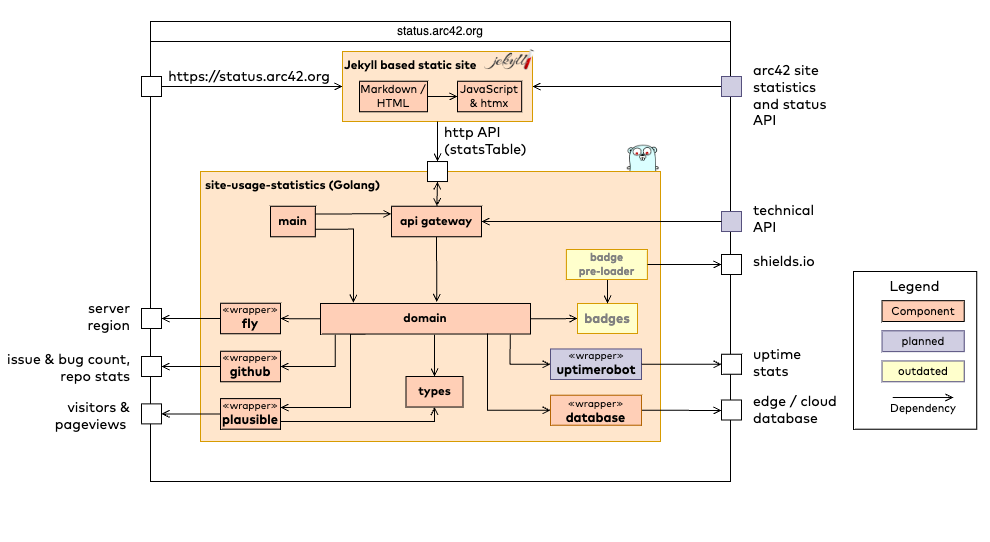 status.arc42.org
Jekyll based static site
jekyll
https://status.arc42.org
Markdown /
HTML
JavaScript
& htmx
arc42 site
statistics
and status
API
http API
(statsTable)
site-usage-statistics (Golang)
main
api gateway
technical
API
badge
pre-loader
shields.io
server
region
«wrapper»
fly
domain
badges
issue & bug count,
repo stats
«wrapper»
github
types
«wrapper»
uptimerobot
uptime
stats
visitors &
pageviews
«wrapper»
plausible
«wrapper»
database
edge / cloud
database
Legend
Component
planned
outdated
Dependency